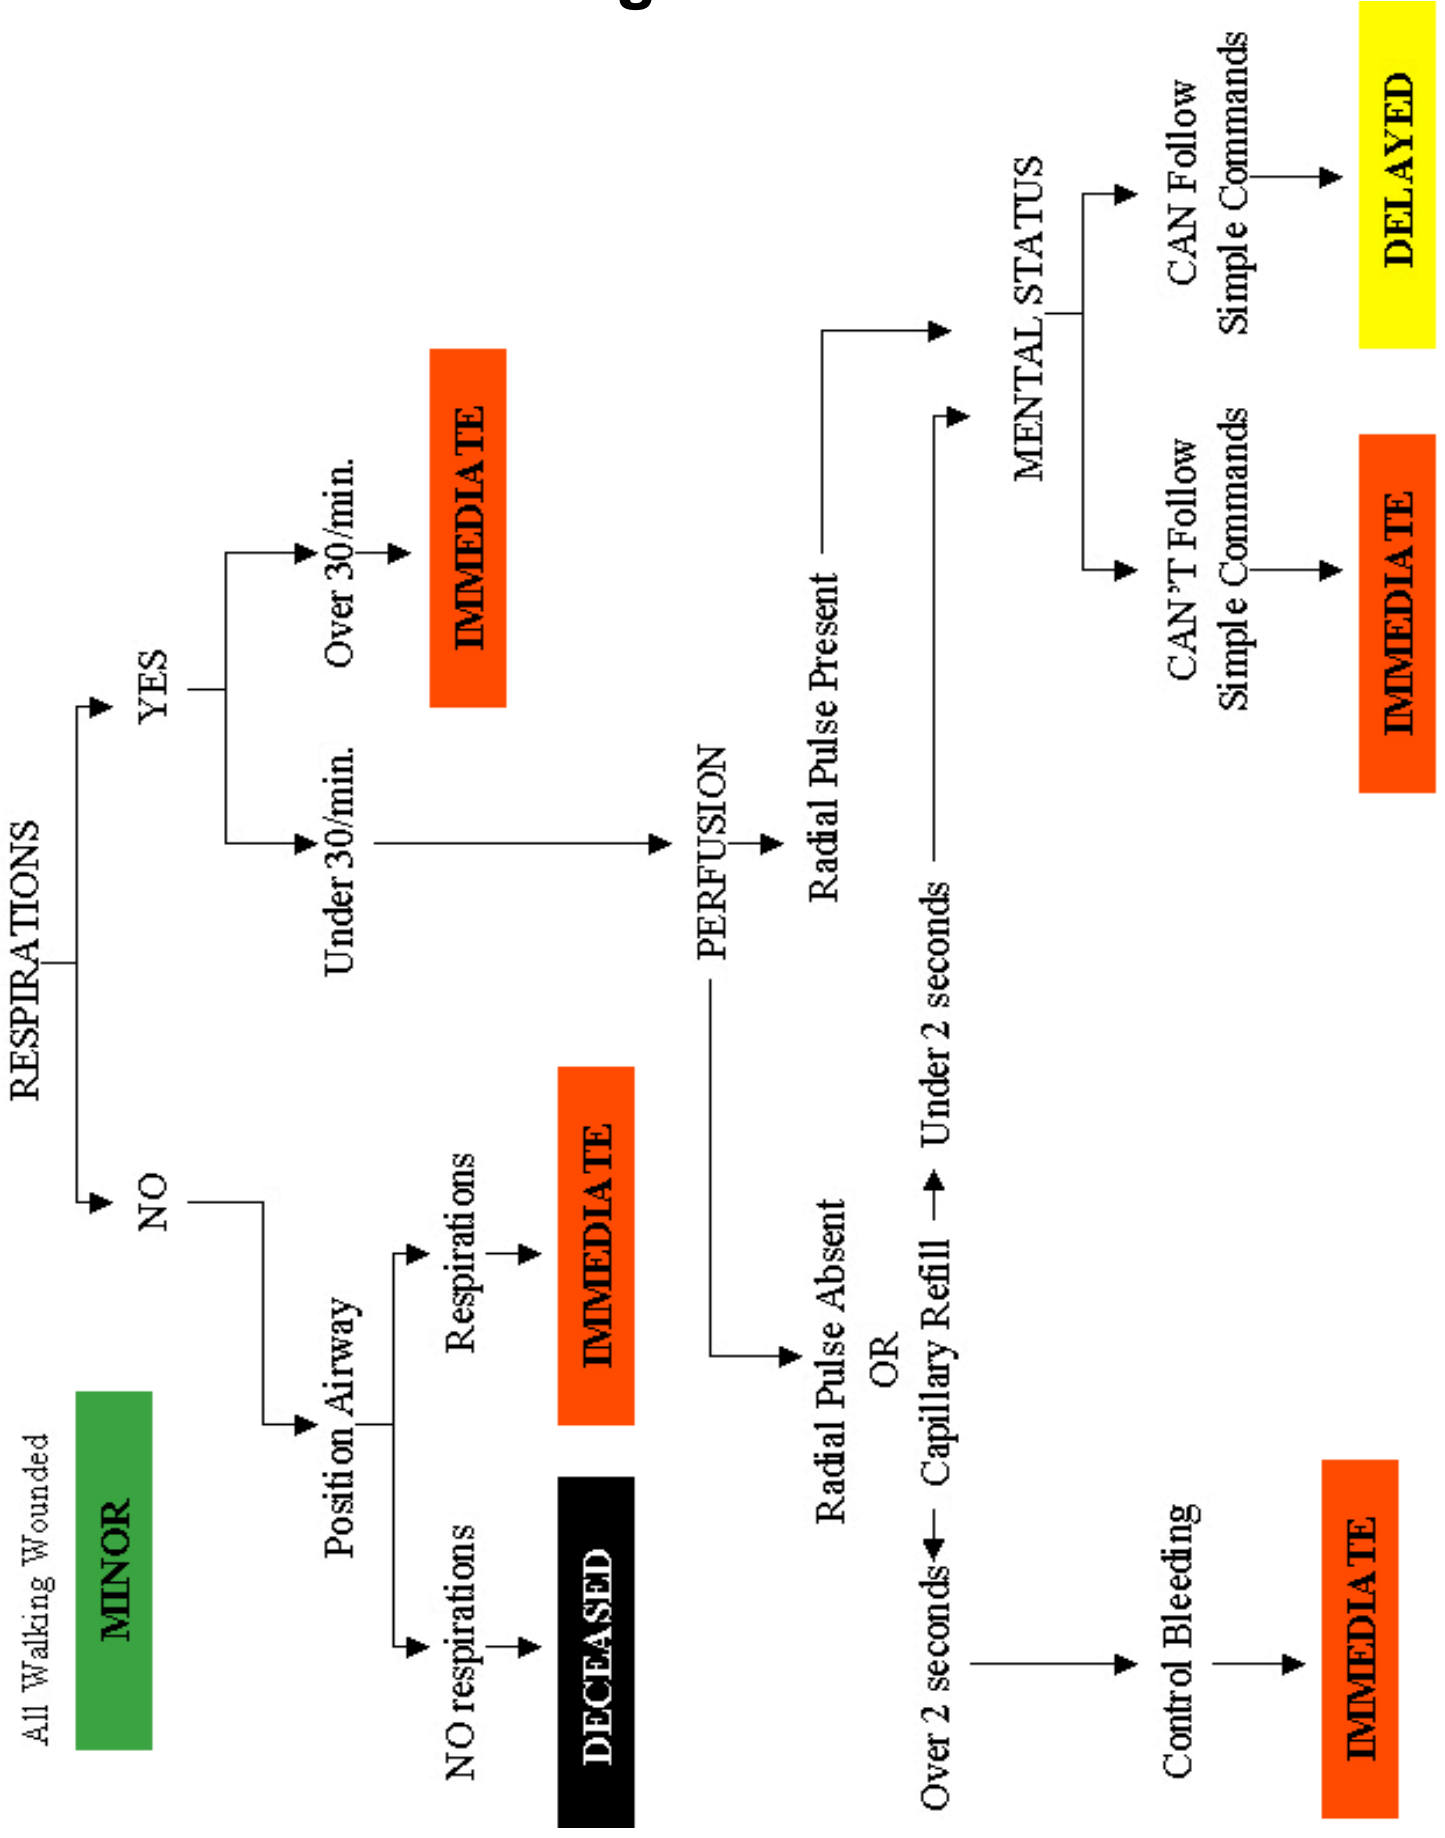 RESPIRATIONS
All Walking Wounded
MINOR
NO
YES
Position Airway
Under 30/min.
Over 30/min.
NO respirations
Respirations
IMMEDIATE
DECEASED
IMMEDIATE
PERFUSION
Radial Pulse Absent
OR
Radial Pulse Present
Over 2 seconds
Capillary Refill
Under 2 seconds
MENTAL STATUS
Control Bleeding
CAN'T Follow
Simple Commands
CAN Follow
Simple Commands
IMMEDIATE
IMMEDIATE
DELAYED